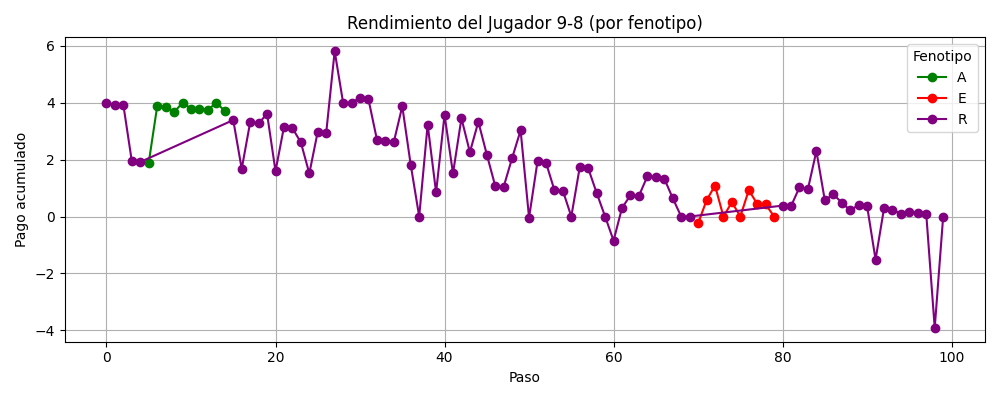 Rendimiento del Jugador 9-8 (por fenotipo)
Pago acumulado
6
4
2
0
−2
−4
Fenotipo
A
E
R
0
20
40
60
80
100
Paso